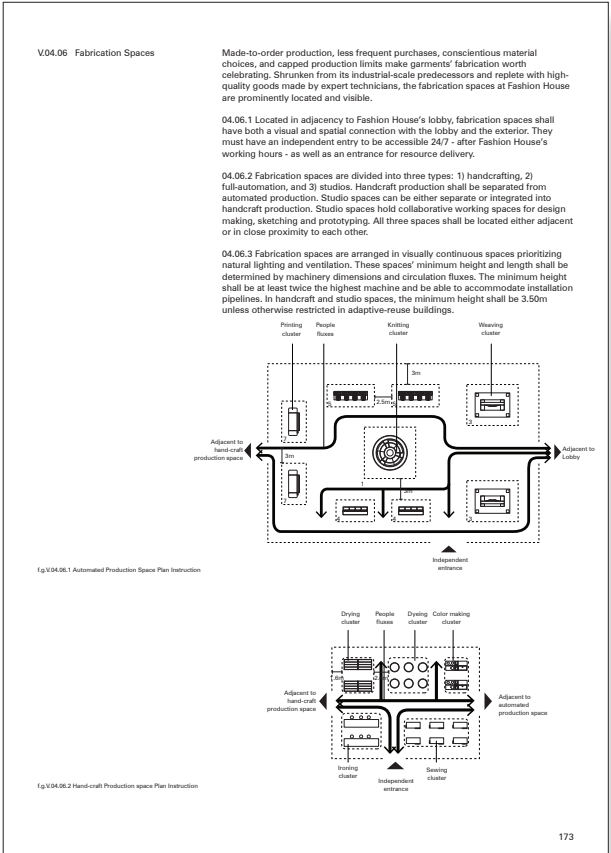 V.04.06 Fabrication Spaces
Made-to-order production, less frequent purchases, conscientious material
choices, and capped production limits make garments' fabrication worth
celebrating. Shrunken from its industrial-scale predecessors and replete with high-
quality goods made by expert technicians, the fabrication spaces at Fashion House
are prominently located and visible.
04.06.1 Located in adjacency to Fashion House's lobby, fabrication spaces shall
have both a visual and spatial connection with the lobby and the exterior. They
must have an independent entry to be accessible 24/7 - after Fashion House's
working hours - as well as an entrance for resource delivery.
04.06.2 Fabrication spaces are divided into three types: 1) handcrafting, 2)
full-automation, and 3) studios. Handcraft production shall be separated from
automated production. Studio spaces can be either separate or integrated into
handcraft production. Studio spaces hold collaborative working spaces for design
making, sketching and prototyping. All three spaces shall be located either adjacent
or in close proximity to each other.
04.06.3 Fabrication spaces are arranged in visually continuous spaces prioritizing
natural lighting and ventilation. These spaces' minimum height and length shall be
determined by machinery dimensions and circulation fluxes. The minimum height
shall be at least twice the highest machine and be able to accommodate installation
pipelines. In handcraft and studio spaces, the minimum height shall be 3.50m
unless otherwise restricted in adaptive-reuse buildings.
Printing
cluster
People
fluxes
Knitting
cluster
Weaving
cluster
3m
2.5m
3
7
Adjacent to
hand-craft
production space
3m
Adjacent to
Lobby
1
7
3
Independent
entrance
f.g.V.04.06.1 Automated Production Space Plan Instruction
Drying
cluster
People
fluxes
Dyeing
cluster
Color making
cluster
Adjacent to
hand-craft
production space
Adjacent to
automated
production space
Ironing
cluster
Independent
entrance
Sewing
cluster
f.g.V.04.06.2 Hand-craft Production space Plan Instruction
173